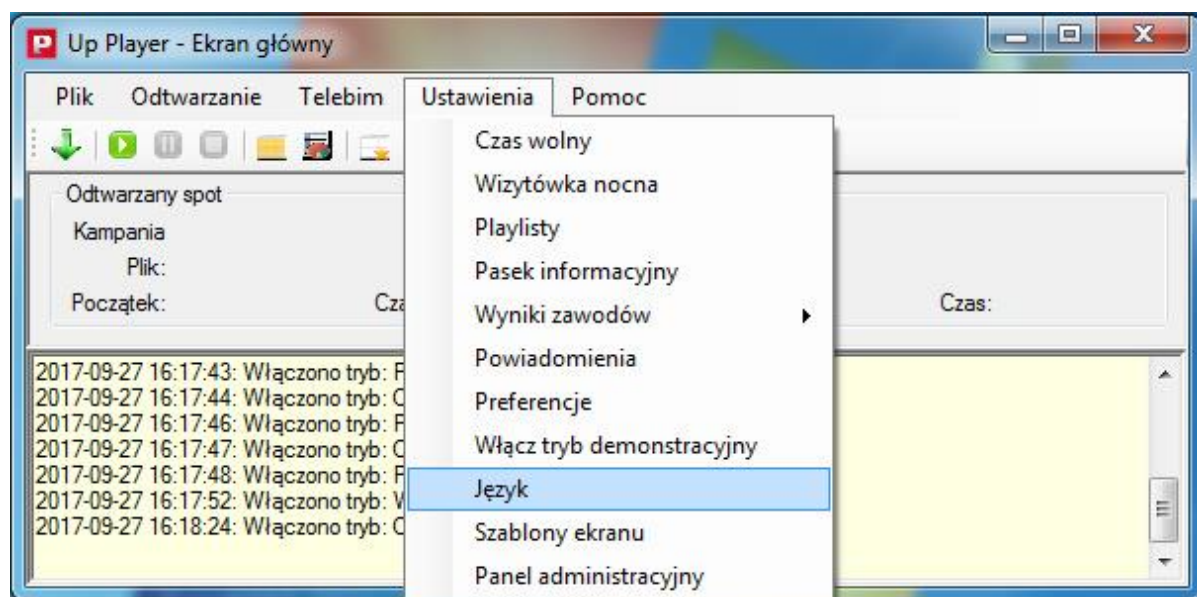 Up Player - Ekran główny
Plik Odtwarzanie Telebim Ustawienia Pomoc
Czas wolny
Wizytówka nocna
Playlisty
Pasek informacyjny
Wyniki zawodów
Powiadomienia
Preferencje
Włącz tryb demonstracyjny
Język
Szablony ekranu
Panel administracyjny
Odtwarzany spot
Kampania
Plik:
Początek:
Czas:
2017-09-27 16:17:43: Włączono tryb:
2017-09-27 16:17:44: Włączono tryb:
2017-09-27 16:17:46: Włączono tryb:
2017-09-27 16:17:47: Włączono tryb:
2017-09-27 16:17:48: Włączono tryb:
2017-09-27 16:17:52: Włączono tryb:
2017-09-27 16:18:24: Włączono tryb: